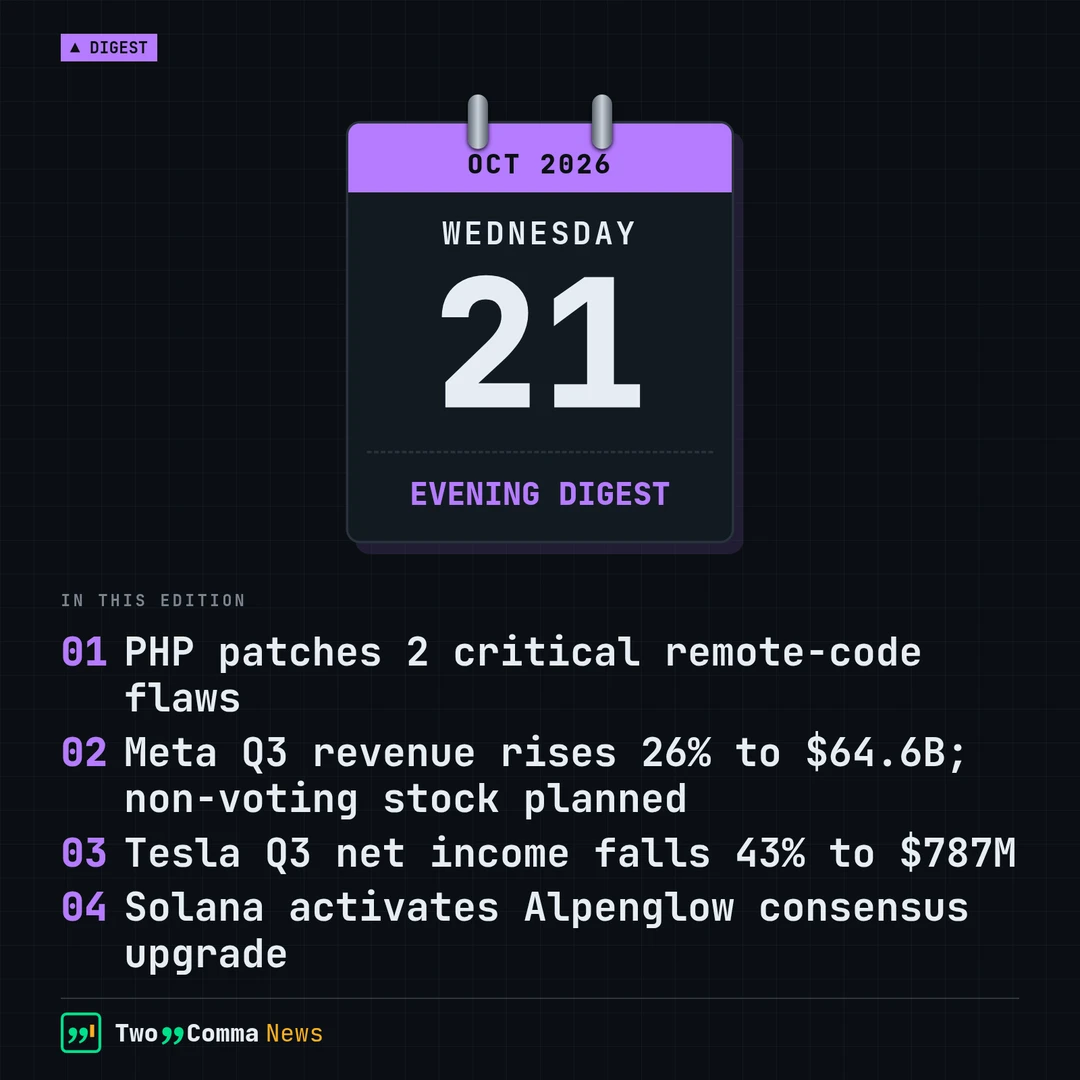 ▲ DIGEST
OCT 2026
WEDNESDAY
21
EVENING DIGEST
IN THIS EDITION
01 PHP patches 2 critical remote-code
flaws
02 Meta Q3 revenue rises 26% to $64.6B;
non-voting stock planned
03 Tesla Q3 net income falls 43% to $787M
04 Solana activates Alpenglow consensus
upgrade
Two,,Comma News